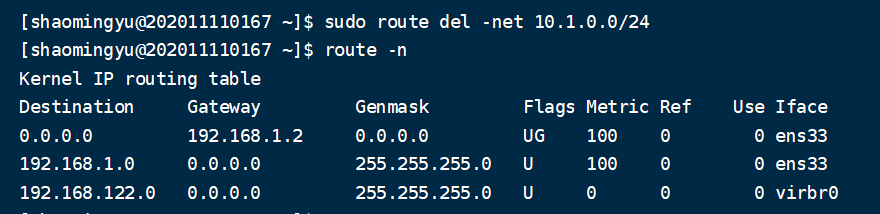 [shaomingyu@202011110167 ~]$ sudo route del -net 10.1.0.0/24
[shaomingyu@202011110167 ~]$ route -n
Kernel IP routing table
Destination     Gateway         Genmask         Flags Metric Ref    Use Iface
0.0.0.0         192.168.1.2     0.0.0.0         UG    100    0        0 ens33
192.168.1.0     0.0.0.0         255.255.255.0   U     100    0        0 ens33
192.168.122.0   0.0.0.0         255.255.255.0   U     0      0        0 virbr0